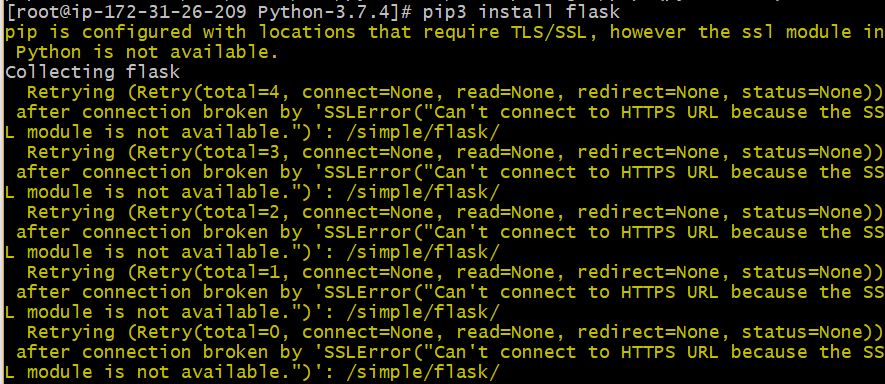 [root@ip-172-31-26-209 Python-3.7.4]# pip3 install flask
pip is configured with locations that require TLS/SSL, however the ssl module in
Python is not available.
Collecting flask
Retrying (Retry(total=4, connect=None, read=None, redirect=None, status=None))
after connection broken by 'SSLError("Can't connect to HTTPS URL because the SS
L module is not available.")': /simple/flask/
Retrying (Retry(total=3, connect=None, read=None, redirect=None, status=None))
after connection broken by 'SSLError("Can't connect to HTTPS URL because the SS
L module is not available.")': /simple/flask/
Retrying (Retry(total=2, connect=None, read=None, redirect=None, status=None))
after connection broken by 'SSLError("Can't connect to HTTPS URL because the SS
L module is not available.")': /simple/flask/
Retrying (Retry(total=1, connect=None, read=None, redirect=None, status=None))
after connection broken by 'SSLError("Can't connect to HTTPS URL because the SS
L module is not available.")': /simple/flask/
Retrying (Retry(total=0, connect=None, read=None, redirect=None, status=None))
after connection broken by 'SSLError("Can't connect to HTTPS URL because the SS
L module is not available.")': /simple/flask/